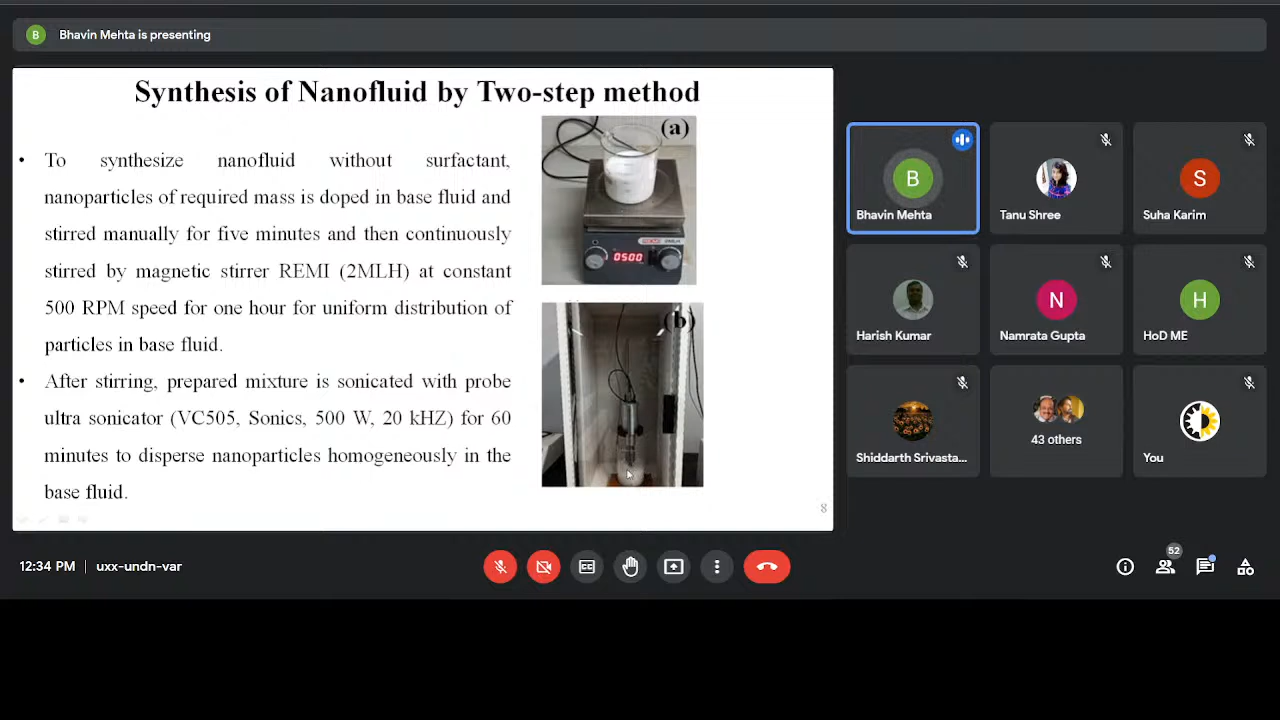 B Bhavin Mehta is presenting
Synthesis of Nanofluid by Two-step method
• To synthesize nanofluid without surfactant,
nanoparticles of required mass is doped in base fluid and
stirred manually for five minutes and then continuously
stirred by magnetic stirrer REMI (2MLH) at constant
500 RPM speed for one hour for uniform distribution of
particles in base fluid.
• After stirring, prepared mixture is sonicated with probe
ultra sonicator (VC505, Sonics, 500 W, 20 kHZ) for 60
minutes to disperse nanoparticles homogeneously in the
base fluid.
(a)
REMI 2MLH
0500
(b)
8
B
Bhavin Mehta
Tanu Shree
S
Suha Karim
Harish Kumar
N
Namrata Gupta
H
HoD ME
Shiddarth Srivasta...
43 others
You
12:34 PM | uxx-undn-var
52